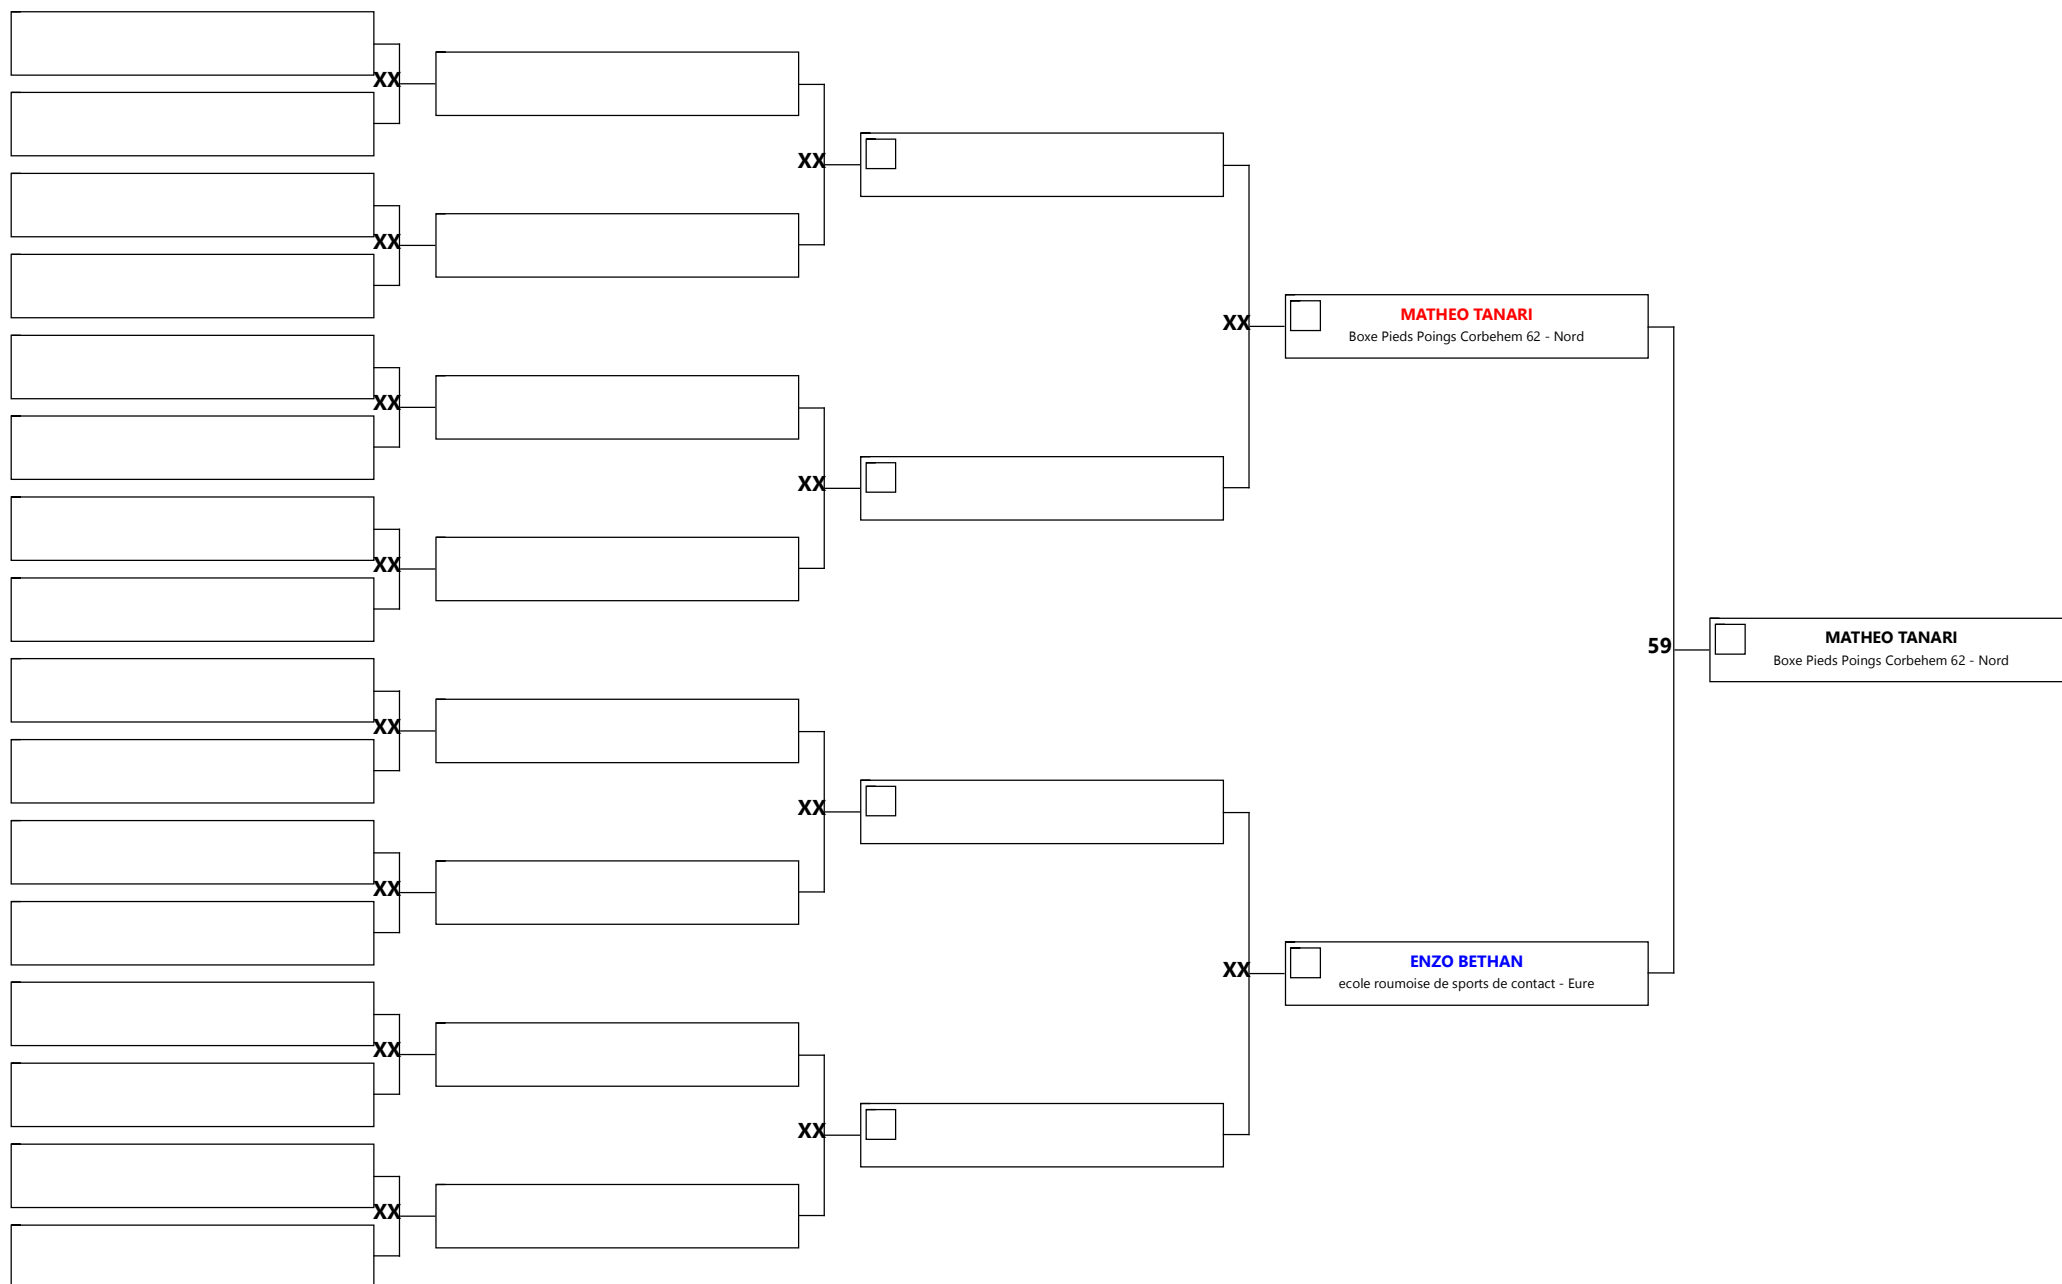 XX
XX
XX
XX
MATHEO TANARI
Boxe Pieds Poings Corbehem 62 - Nord
XX
XX
XX
59
MATHEO TANARI
Boxe Pieds Poings Corbehem 62 - Nord
XX
XX
XX
ENZO BETHAN
ecole roumoise de sports de contact - Eure
XX
XX
XX
XX